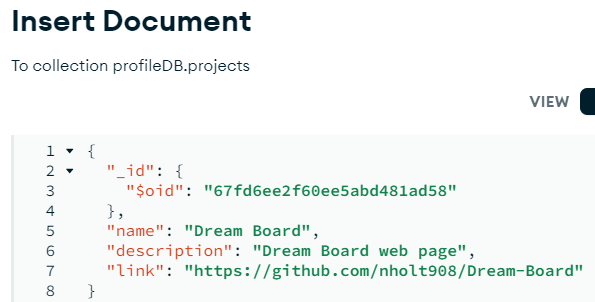 Insert Document
To collection profileDB.projects
VIEW
1 {
2 "_id": {
3 "$oid": "67fd6ee2f60ee5abd481ad58"
4 },
5 "name": "Dream Board",
6 "description": "Dream Board web page",
7 "link": "https://github.com/nholt908/Dream-Board"
8 }